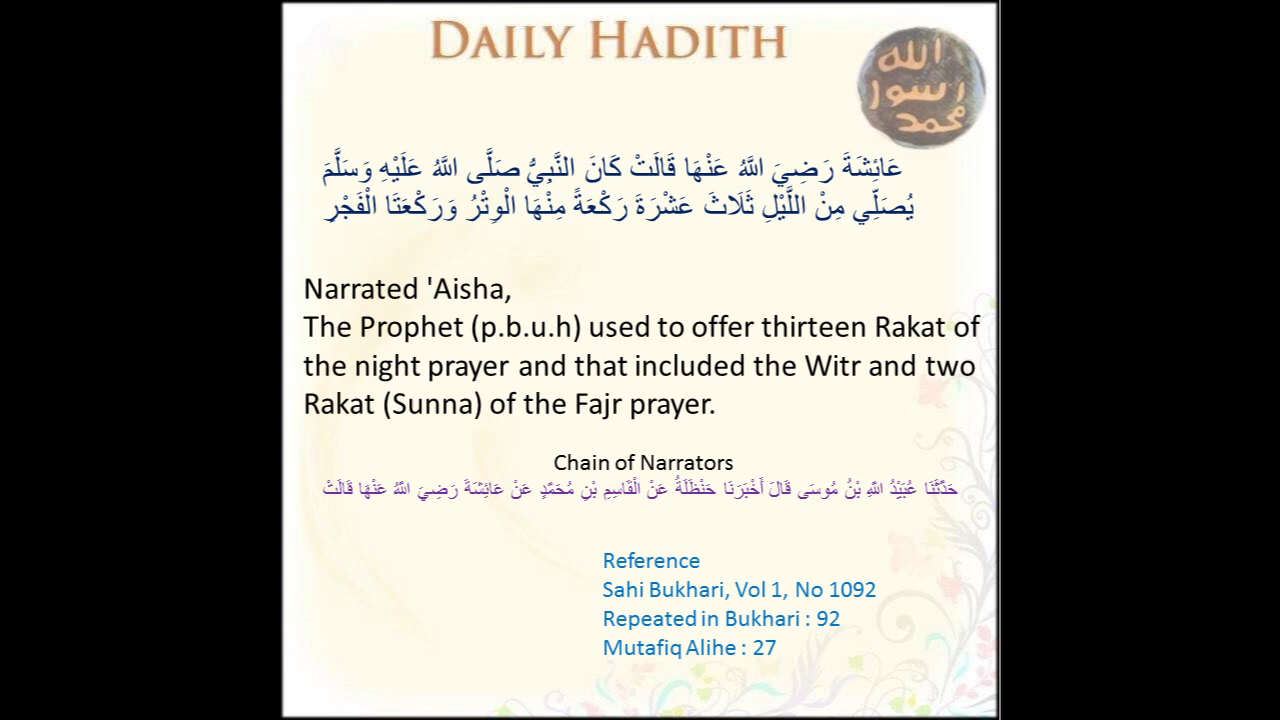 DAILY HADITH
الله
رسول
محمد
عَائِشَةَ رَضِيَ اللَّهُ عَنْهَا قَالَتْ كَانَ النَّبِيُّ صَلَّى اللَّهُ عَلَيْهِ وَسَلَّمَ
يُصَلِّي مِنْ اللَّيْلِ ثَلَاثَ عَشْرَةَ رَكْعَةً مِنْهَا الْوِتْرُ وَرَكْعَتَا الْفَجْرِ
Narrated 'Aisha,
The Prophet (p.b.u.h) used to offer thirteen Rakat of
the night prayer and that included the Witr and two
Rakat (Sunna) of the Fajr prayer.
Chain of Narrators
حَدَّثَنَا عُبَيْدُ اللَّهِ بْنُ مُوسَى قَالَ أَخْبَرَنَا حَنْظَلَةُ عَنْ الْقَاسِمِ بْنِ مُحَمَّدٍ عَنْ عَائِشَةَ رَضِيَ اللَّهُ عَنْهَا قَالَتْ
Reference
Sahi Bukhari, Vol 1, No 1092
Repeated in Bukhari : 92
Mutafiq Alihe : 27